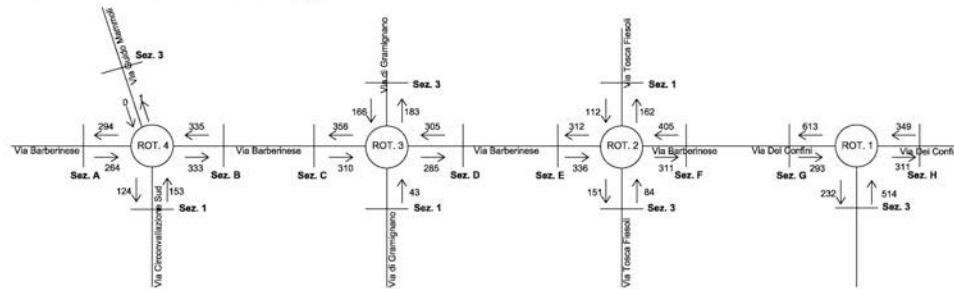 Via Guido Mammoli
Sez. 3
0
1
294
335
ROT. 4
Via Barberinese
264
333
Sez. A
Sez. B
124
153
Sez. 1
Via Circonvallazione Sud
Via di Gramignano
Sez. 3
166
183
356
305
ROT. 3
Via Barberinese
310
285
Sez. C
Sez. D
43
Sez. 1
Via di Gramignano
Via Tosca Fiesoli
Sez. 1
112
162
312
405
ROT. 2
Via Barberinese
Via Barberinese
336
311
Sez. E
Sez. F
151
84
Sez. 3
Via Tosca Fiesoli
613
349
ROT. 1
Via Dei Confini
Via Dei Confini
293
311
Sez. G
Sez. H
232
514
Sez. 3